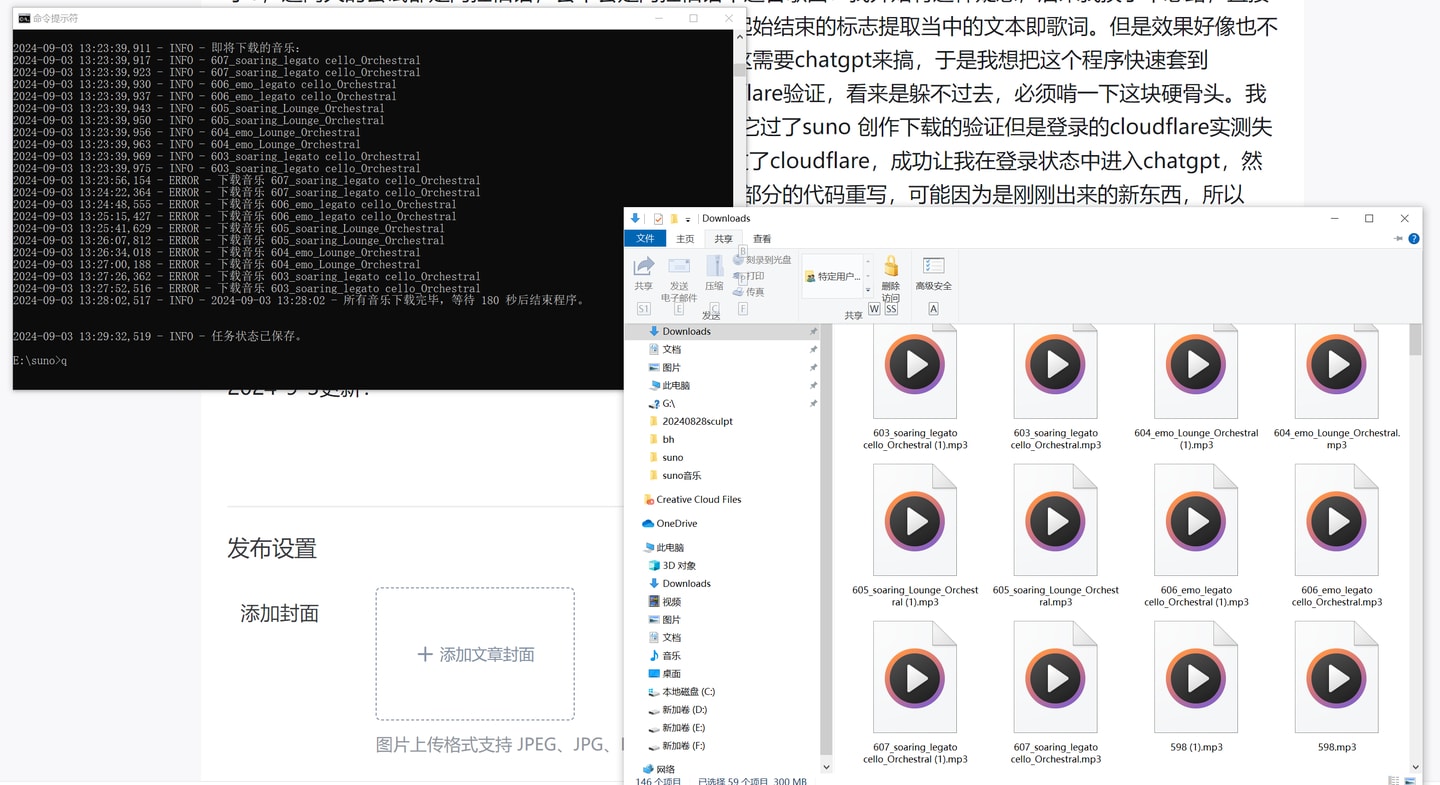 命令提示符
2024-09-03 13:23:39,911 - INFO - 即将下载的音乐:
2024-09-03 13:23:39,917 - INFO - 607_soaring_legato cello_Orchestral
2024-09-03 13:23:39,923 - INFO - 607_soaring_legato cello_Orchestral
2024-09-03 13:23:39,930 - INFO - 606_emo_legato cello_Orchestral
2024-09-03 13:23:39,937 - INFO - 606_emo_legato cello_Orchestral
2024-09-03 13:23:39,943 - INFO - 605_soaring_Lounge_Orchestral
2024-09-03 13:23:39,950 - INFO - 605_soaring_Lounge_Orchestral
2024-09-03 13:23:39,956 - INFO - 604_emo_Lounge_Orchestral
2024-09-03 13:23:39,963 - INFO - 604_emo_Lounge_Orchestral
2024-09-03 13:23:39,969 - INFO - 603_soaring_legato cello_Orchestral
2024-09-03 13:23:39,975 - INFO - 603_soaring_legato cello_Orchestral
2024-09-03 13:23:56,154 - ERROR - 下载音乐 607_soaring_legato cello_Orchestral
2024-09-03 13:24:22,364 - ERROR - 下载音乐 607_soaring_legato cello_Orchestral
2024-09-03 13:24:48,555 - ERROR - 下载音乐 606_emo_legato cello_Orchestral
2024-09-03 13:25:15,427 - ERROR - 下载音乐 606_emo_legato cello_Orchestral
2024-09-03 13:25:41,629 - ERROR - 下载音乐 605_soaring_Lounge_Orchestral
2024-09-03 13:26:07,812 - ERROR - 下载音乐 605_soaring_Lounge_Orchestral
2024-09-03 13:26:34,018 - ERROR - 下载音乐 604_emo_Lounge_Orchestral
2024-09-03 13:27:00,188 - ERROR - 下载音乐 604_emo_Lounge_Orchestral
2024-09-03 13:27:26,362 - ERROR - 下载音乐 603_soaring_legato cello_Orchestral
2024-09-03 13:27:52,516 - ERROR - 下载音乐 603_soaring_legato cello_Orchestral
2024-09-03 13:28:02,517 - INFO - 2024-09-03 13:28:02 - 所有音乐下载完毕，等待 180 秒后结束程序。
2024-09-03 13:29:32,519 - INFO - 任务状态已保存。
E:\suno>q
始结束的标志提取当中的文本即歌词。但是效果好像也不
需要chatgpt来搞，于是我想把这个程序快速套到
flare验证，看来是躲不过去，必须啃一下这块硬骨头。我
它过了suno 创作下载的验证但是登录的cloudflare实测失
了cloudflare，成功让我在登录状态中进入chatgpt，然
部分的代码重写，可能因为是刚刚出来的新东西，所以
发布设置
添加封面
+ 添加文章封面
图片上传格式支持 JPEG、JPG、
Downloads
文件 主页 共享 查看
共享 发送电子邮件 压缩 刻录到光盘 打印 传真 特定用户... 删除访问 高级安全
S1 E C B D F W SS A
发送 共享
Downloads
文档
图片
此电脑
G:\
20240828sculpt
bh
suno
suno音乐
Creative Cloud Files
OneDrive
此电脑
3D 对象
Downloads
视频
图片
文档
音乐
桌面
本地磁盘 (C:)
新加卷 (D:)
新加卷 (E:)
新加卷 (F:)
网络
146 个项目 已选择 59 个项目 300 MB
603_soaring_legato cello_Orchestral (1).mp3
603_soaring_legato cello_Orchestral.mp3
604_emo_Lounge_Orchestral (1).mp3
604_emo_Lounge_Orchestral.mp3
605_soaring_Lounge_Orchestral (1).mp3
605_soaring_Lounge_Orchestral.mp3
606_emo_legato cello_Orchestral (1).mp3
606_emo_legato cello_Orchestral.mp3
607_soaring_legato cello_Orchestral (1).mp3
607_soaring_legato cello_Orchestral.mp3
598 (1).mp3
598.mp3